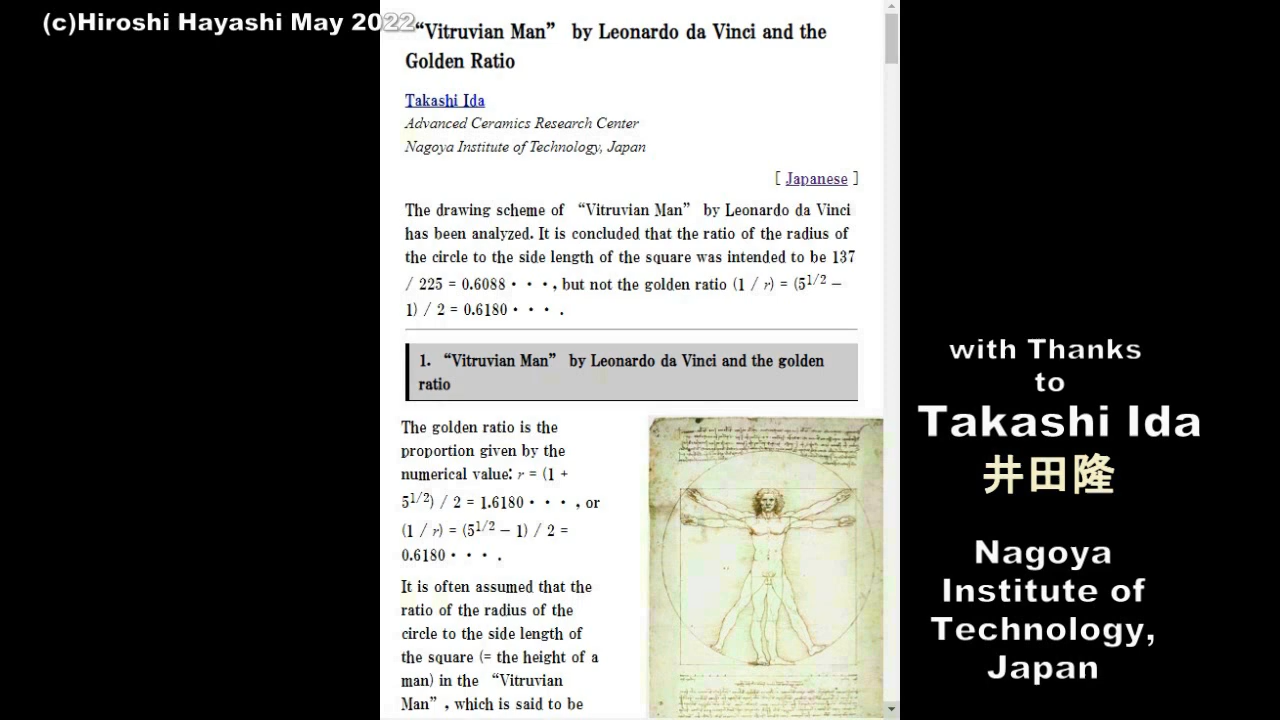 (c)Hiroshi Hayashi May 2022
“Vitruvian Man” by Leonardo da Vinci and the
Golden Ratio
Takashi Ida
Advanced Ceramics Research Center
Nagoya Institute of Technology, Japan
[ Japanese ]
The drawing scheme of “Vitruvian Man” by Leonardo da Vinci
has been analyzed. It is concluded that the ratio of the radius of
the circle to the side length of the square was intended to be 137
/ 225 = 0.6088・・・, but not the golden ratio (1 / r) = (5^1/2 −
1) / 2 = 0.6180・・・.
1. “Vitruvian Man” by Leonardo da Vinci and the golden
ratio
The golden ratio is the
proportion given by the
numerical value: r = (1 +
5^1/2) / 2 = 1.6180・・・, or
(1 / r) = (5^1/2 − 1) / 2 =
0.6180・・・.
It is often assumed that the
ratio of the radius of the
circle to the side length of
the square (= the height of a
man) in the “Vitruvian
Man”, which is said to be
with Thanks
to
Takashi Ida
井田隆
Nagoya
Institute of
Technology,
Japan